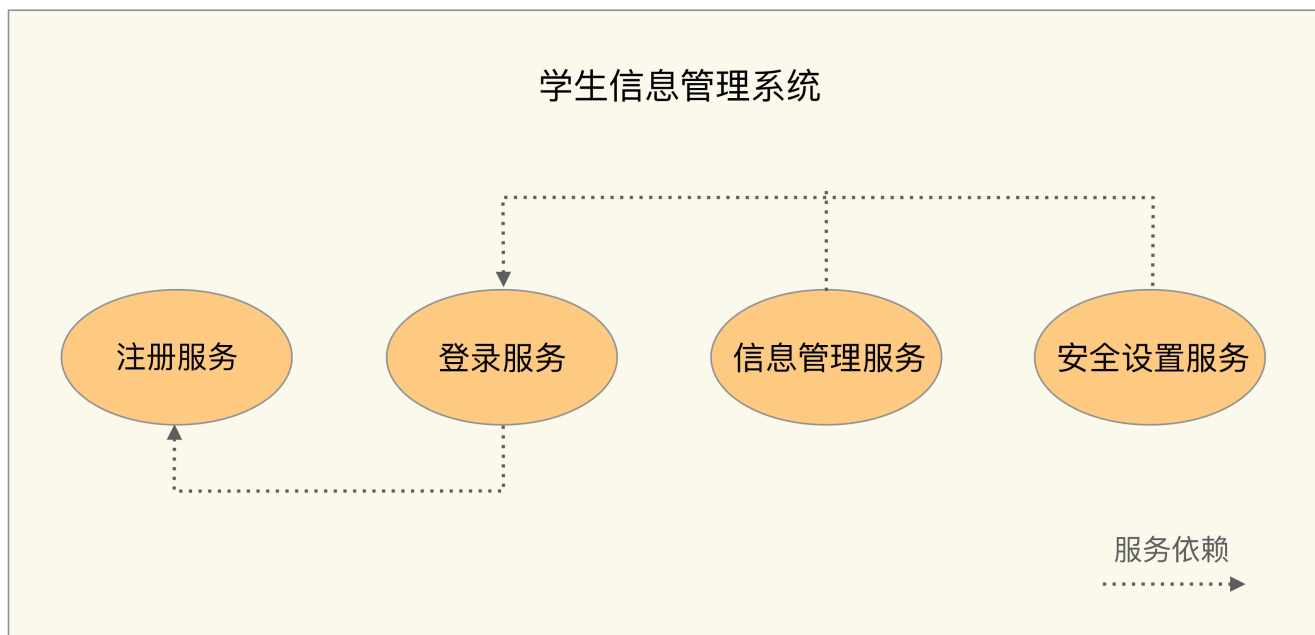 学生信息管理系统
注册服务
登录服务
信息管理服务
安全设置服务
服务依赖